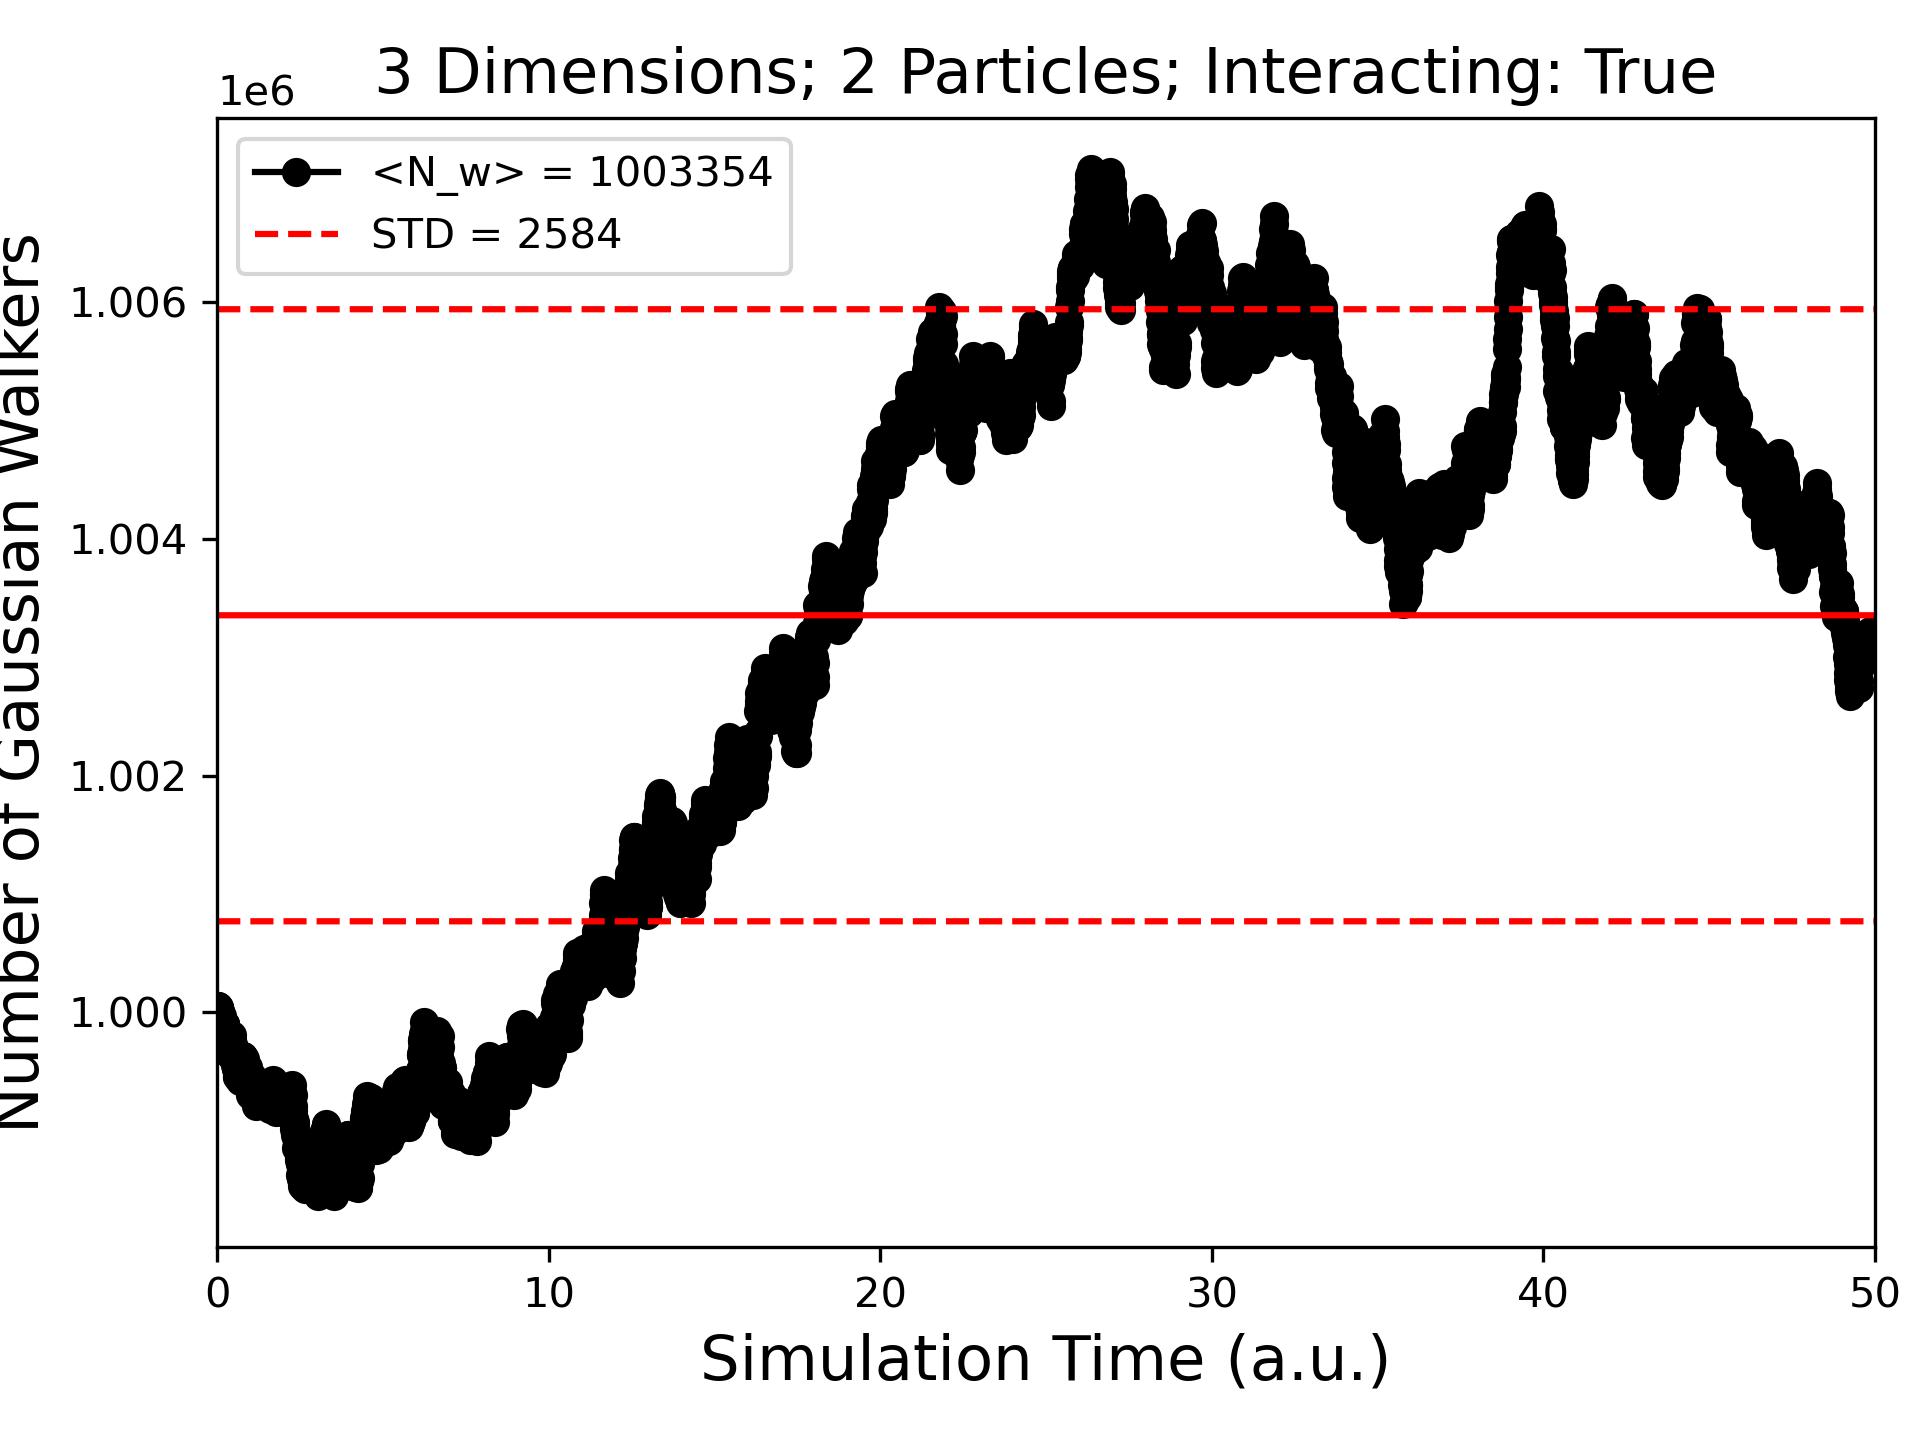 3 Dimensions; 2 Particles; Interacting: True
1e6
<N_w> = 1003354
STD = 2584
Number of Gaussian Walkers
1.006
1.004
1.002
1.000
0 10 20 30 40 50
Simulation Time (a.u.)